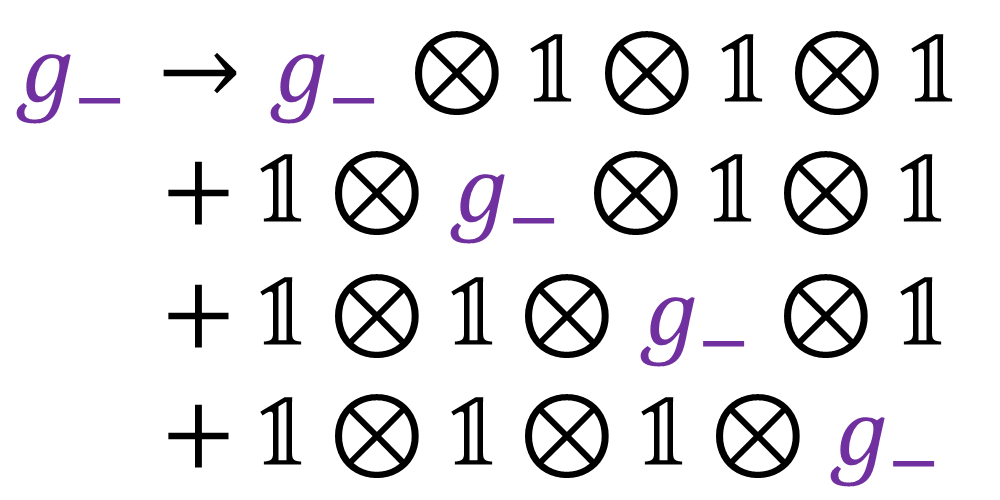 g₋ → g₋ ⊗ 𝟙 ⊗ 𝟙 ⊗ 𝟙
+ 𝟙 ⊗ g₋ ⊗ 𝟙 ⊗ 𝟙
+ 𝟙 ⊗ 𝟙 ⊗ g₋ ⊗ 𝟙
+ 𝟙 ⊗ 𝟙 ⊗ 𝟙 ⊗ g₋